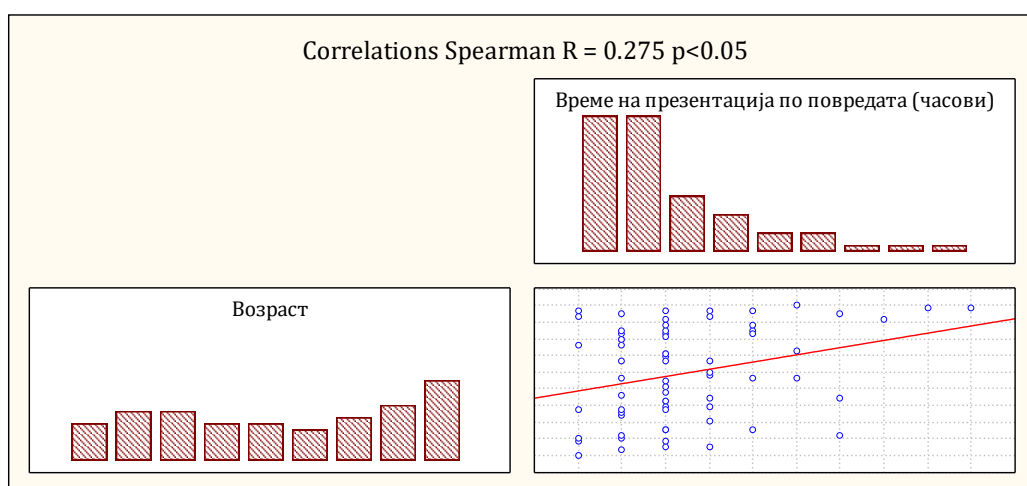 Correlations Spearman R = 0.275 p<0.05
Време на презентација по повредата (часови)
Возраст